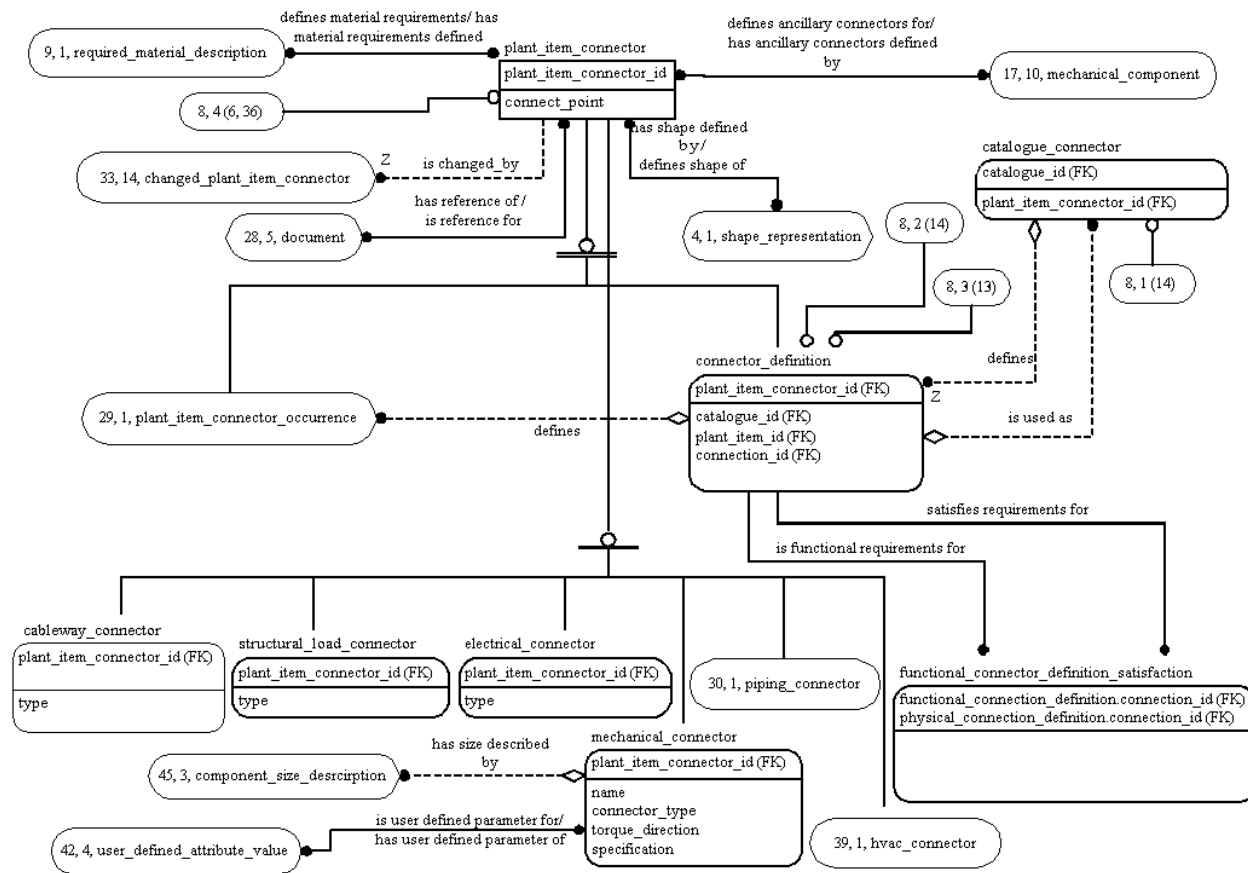 defines material requirements/ has
material requirements defined
plant_item_connector
defines ancillary connectors for/
has ancillary connectors defined
by
9, 1, required_material_description
plant_item_connector_id
17, 10, mechanical_component
8, 4 (6, 36)
connect_point
has shape defined
by/
defines shape of
catalogue_connector
catalogue_id (FK)
plant_item_connector_id (FK)
Z
is changed_by
33, 14, changed_plant_item_connector
has reference of /
is reference for
28, 5, document
4, 1, shape_representation
8, 2 (14)
8, 3 (13)
8, 1 (14)
connector_definition
defines
plant_item_connector_id (FK)
Z
catalogue_id (FK)
plant_item_id (FK)
connection_id (FK)
29, 1, plant_item_connector_occurrence
defines
is used as
satisfies requirements for
is functional requirements for
cableway_connector
plant_item_connector_id (FK)
type
structural_load_connector
plant_item_connector_id (FK)
type
electrical_connector
plant_item_connector_id (FK)
type
30, 1, piping_connector
functional_connector_definition_satisfaction
functional_connection_definition.connection_id (FK)
physical_connection_definition.connection_id (FK)
mechanical_connector
has size described
by
plant_item_connector_id (FK)
45, 3, component_size_descirption
name
connector_type
torque_direction
specification
is user defined parameter for/
has user defined parameter of
42, 4, user_defined_attribute_value
39, 1, hvac_connector